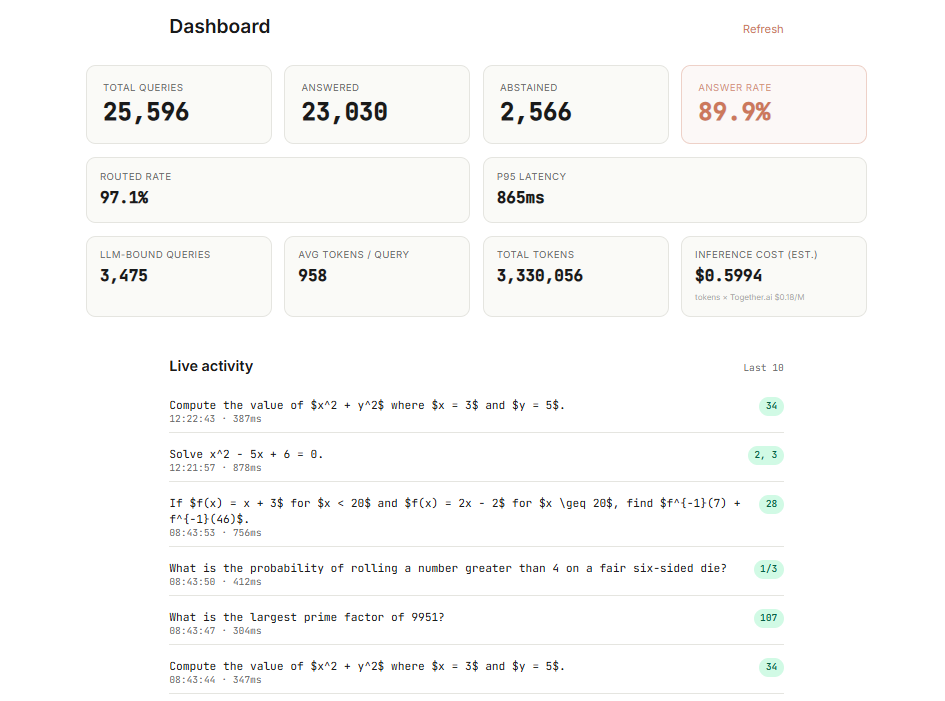 Dashboard
Refresh
TOTAL QUERIES
25,596
ANSWERED
23,030
ABSTAINED
2,566
ANSWER RATE
89.9%
ROUTED RATE
97.1%
P95 LATENCY
865ms
LLM-BOUND QUERIES
3,475
AVG TOKENS / QUERY
958
TOTAL TOKENS
3,330,056
INFERENCE COST (EST.)
$0.5994
tokens × Together.ai $0.18/M
Live activity
Last 10
Compute the value of $x^2 + y^2$ where $x = 3$ and $y = 5$.
34
12:22:43 · 387ms
Solve x^2 - 5x + 6 = 0.
2, 3
12:21:57 · 878ms
If $f(x) = x + 3$ for $x < 20$ and $f(x) = 2x - 2$ for $x \geq 20$, find $f^{-1}(7) +
f^{-1}(46)$.
28
08:43:53 · 756ms
What is the probability of rolling a number greater than 4 on a fair six-sided die?
1/3
08:43:50 · 412ms
What is the largest prime factor of 9951?
107
08:43:47 · 304ms
Compute the value of $x^2 + y^2$ where $x = 3$ and $y = 5$.
34
08:43:44 · 347ms